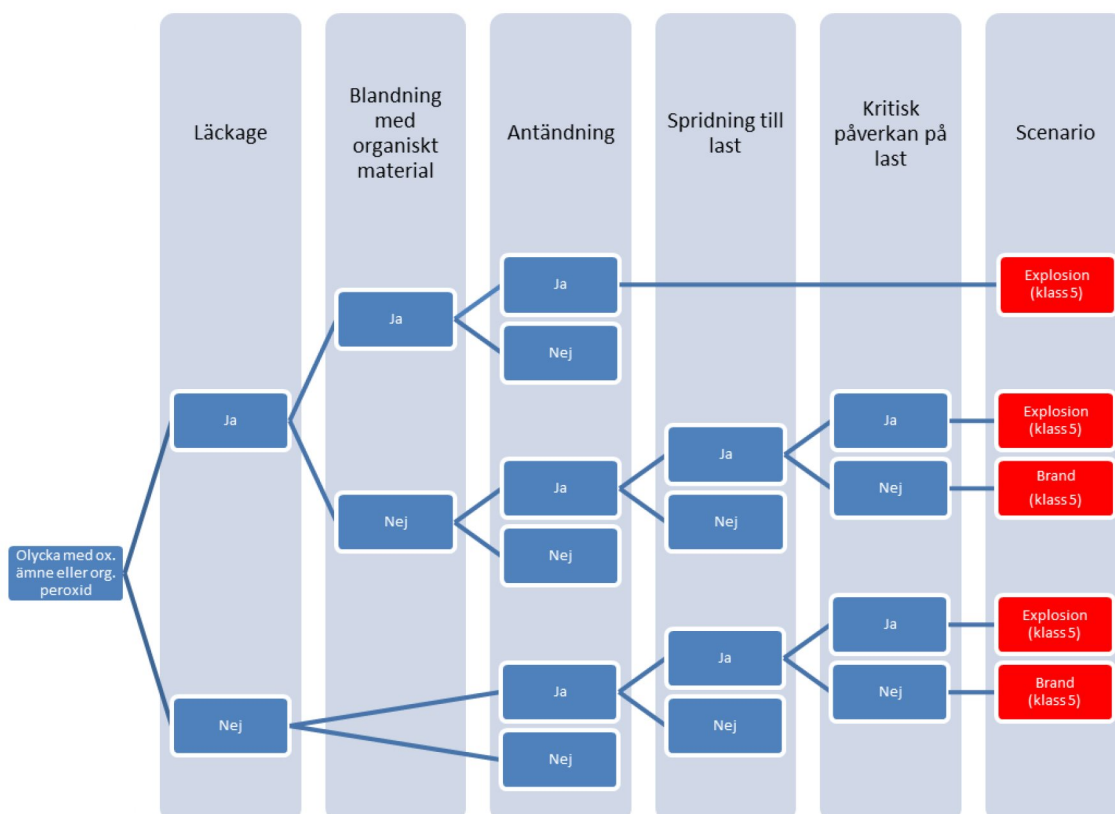 Läckage
Blandning
med
organiskt
material
Antändning
Spridning till
last
Kritisk
påverkan på
last
Scenario
Ja
Explosion
(klass 5)
Ja
Nej
Ja
Ja
Explosion
(klass 5)
Ja
Ja
Nej
Brand
(klass 5)
Nej
Nej
Nej
Olycka med ox.
ämne eller org.
peroxid
Ja
Explosion
(klass 5)
Ja
Ja
Nej
Brand
(klass 5)
Nej
Nej
Nej